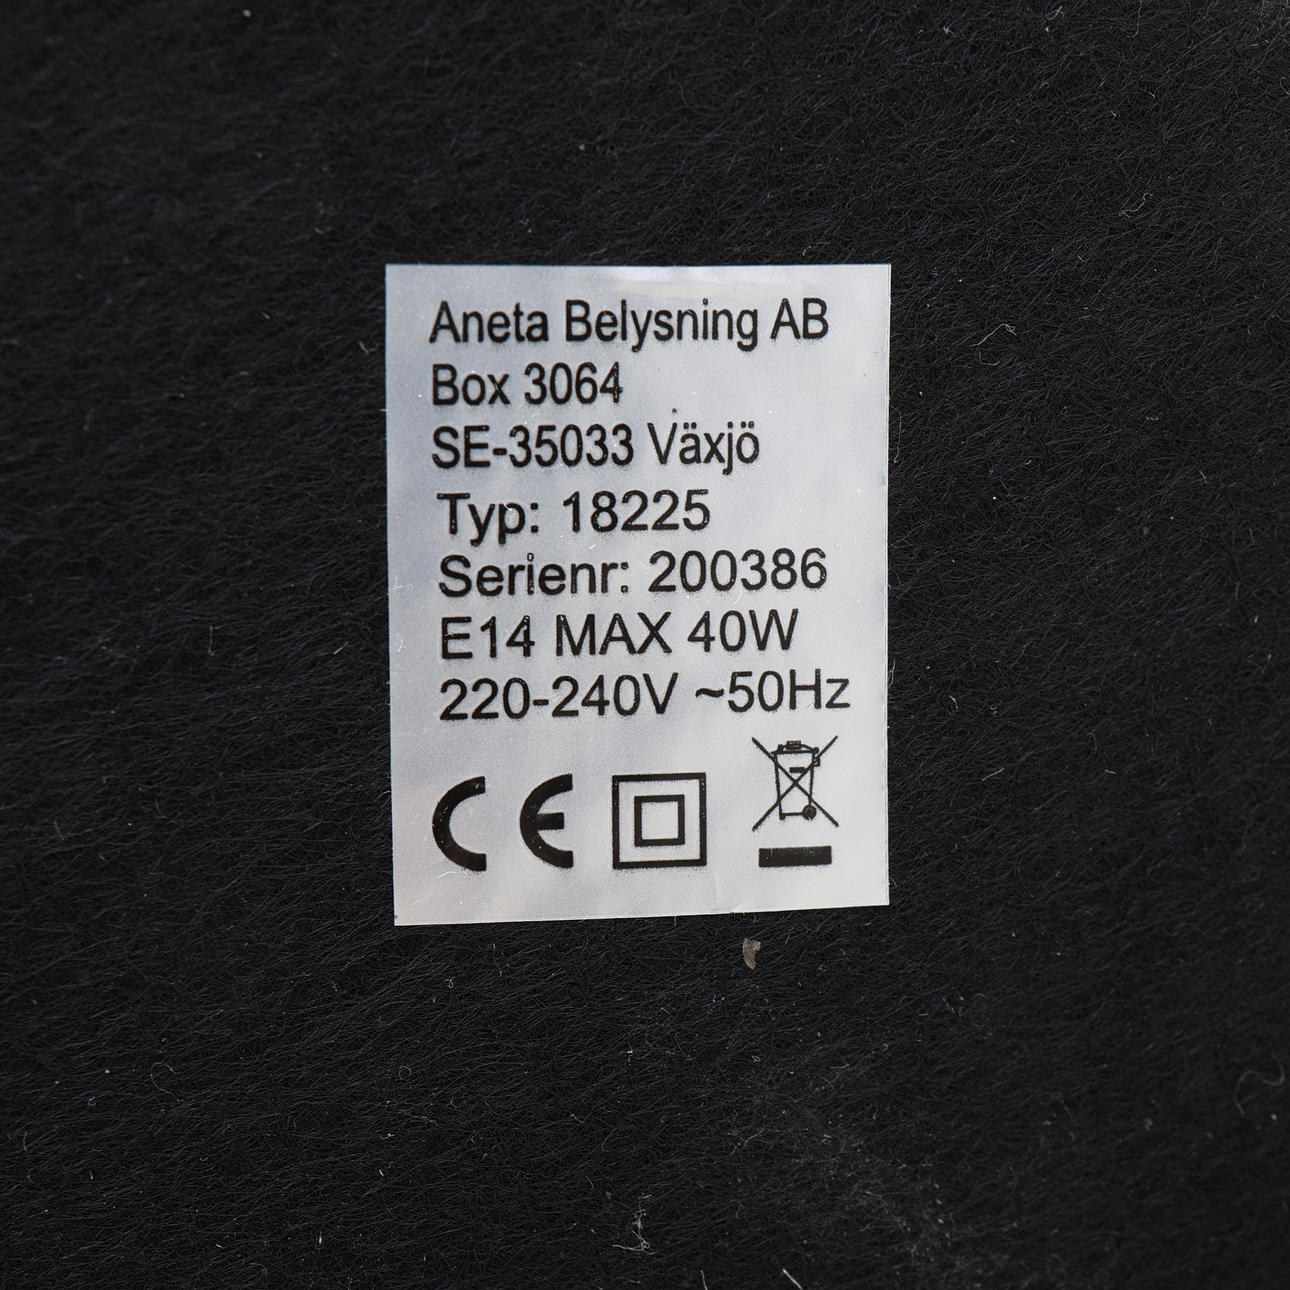 Aneta Belysning AB
Box 3064
SE-35033 Växjö
Typ: 18225
Serienr: 200386
E14 MAX 40W
220-240V ~50Hz
CE